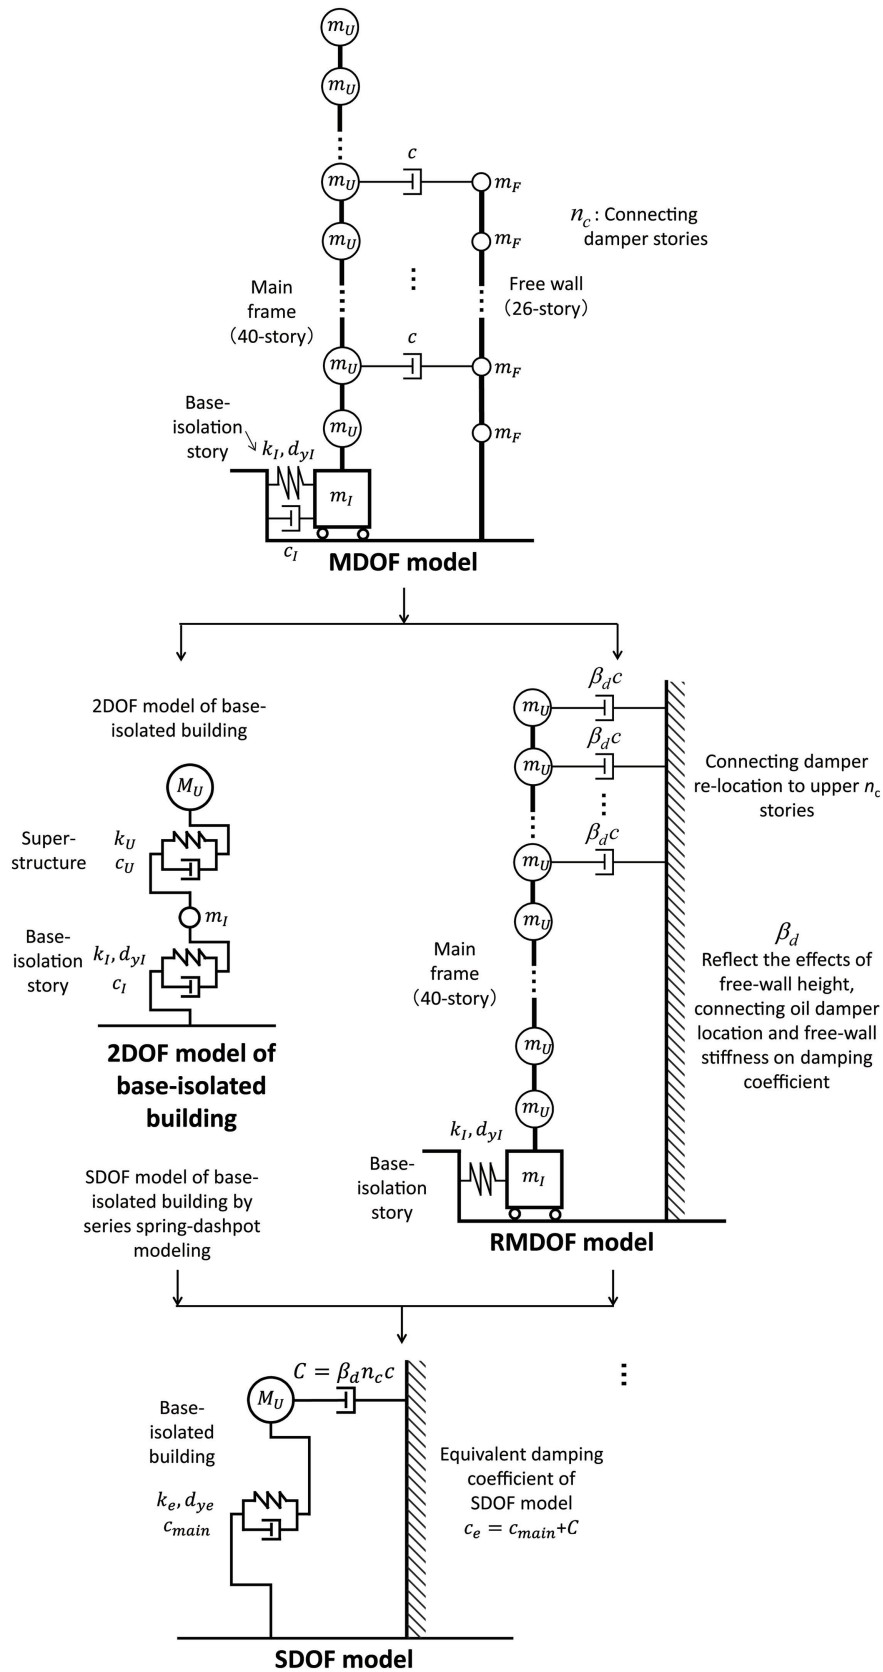 m_U
m_U
c
m_U
m_F
n_c : Connecting
damper stories
m_U
m_F
Main
frame
（40-story）
Free wall
（26-story）
c
m_U
m_F
Base-
isolation
story
k_I, d_yI
m_U
m_F
m_I
c_I
MDOF model
2DOF model of base-
isolated building
M_U
Super-
structure
k_U
c_U
m_I
Base-
isolation
story
k_I, d_yI
c_I
2DOF model of
base-isolated
building
SDOF model of base-
isolated building by
series spring-dashpot
modeling
β_d c
m_U
β_d c
m_U
Connecting damper
re-location to upper n_c
stories
β_d c
m_U
m_U
β_d
Reflect the effects of
free-wall height,
connecting oil damper
location and free-wall
stiffness on damping
coefficient
Main
frame
（40-story）
m_U
m_U
k_I, d_yI
Base-
isolation
story
m_I
RMDOF model
C = β_d n_c c
M_U
Base-
isolated
building
k_e, d_ye
c_main
Equivalent damping
coefficient of
SDOF model
c_e = c_main+C
SDOF model